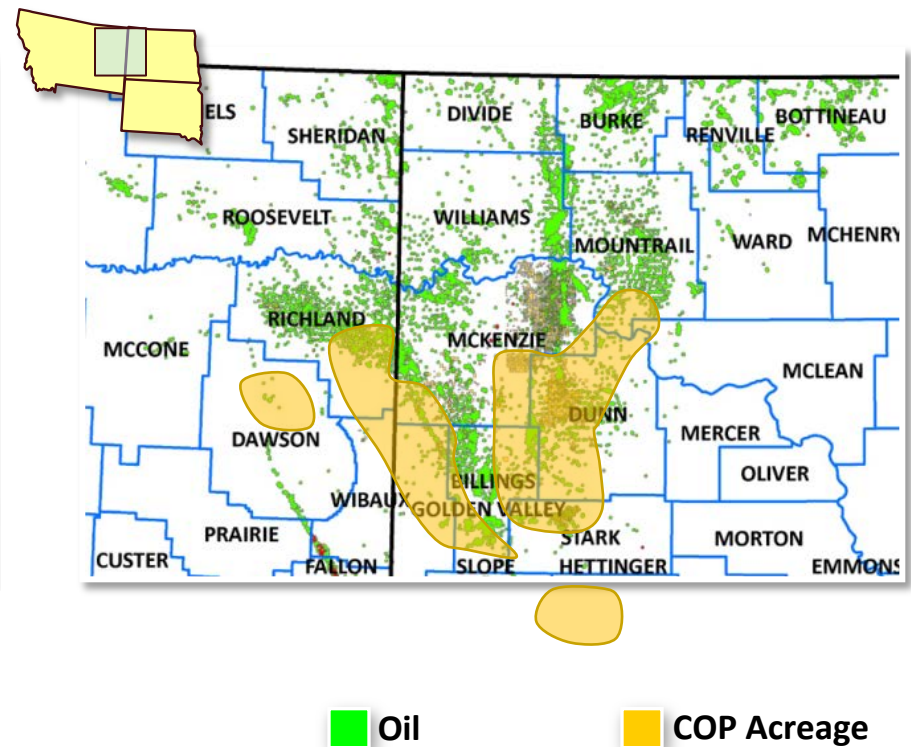 ELS
SHERIDAN
DIVIDE
BURKE
RENVILLE
BOTTINEAU
ROOSEVELT
WILLIAMS
MOUNTRAIL
WARD
MCHENRY
RICHLAND
MCCONE
MCKENZIE
MCLEAN
DAWSON
DUNN
MERCER
OLIVER
WIBAUX
BILLINGS
GOLDEN VALLEY
PRAIRIE
STARK
MORTON
CUSTER
FALLON
SLOPE
HETTINGER
EMMONS
Oil
COP Acreage